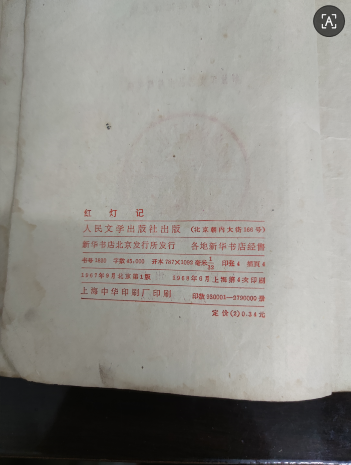 红灯记
人民文学出版社出版 (北京朝内大街166号)
新华书店北京发行所发行 各地新华书店经售
字数45,000 开本787×1092毫米 1/32 印张4 插页4
1967年9月北京第1版 1968年6月上海第4次印刷
上海中华印刷厂印刷
定价(3)0.34元